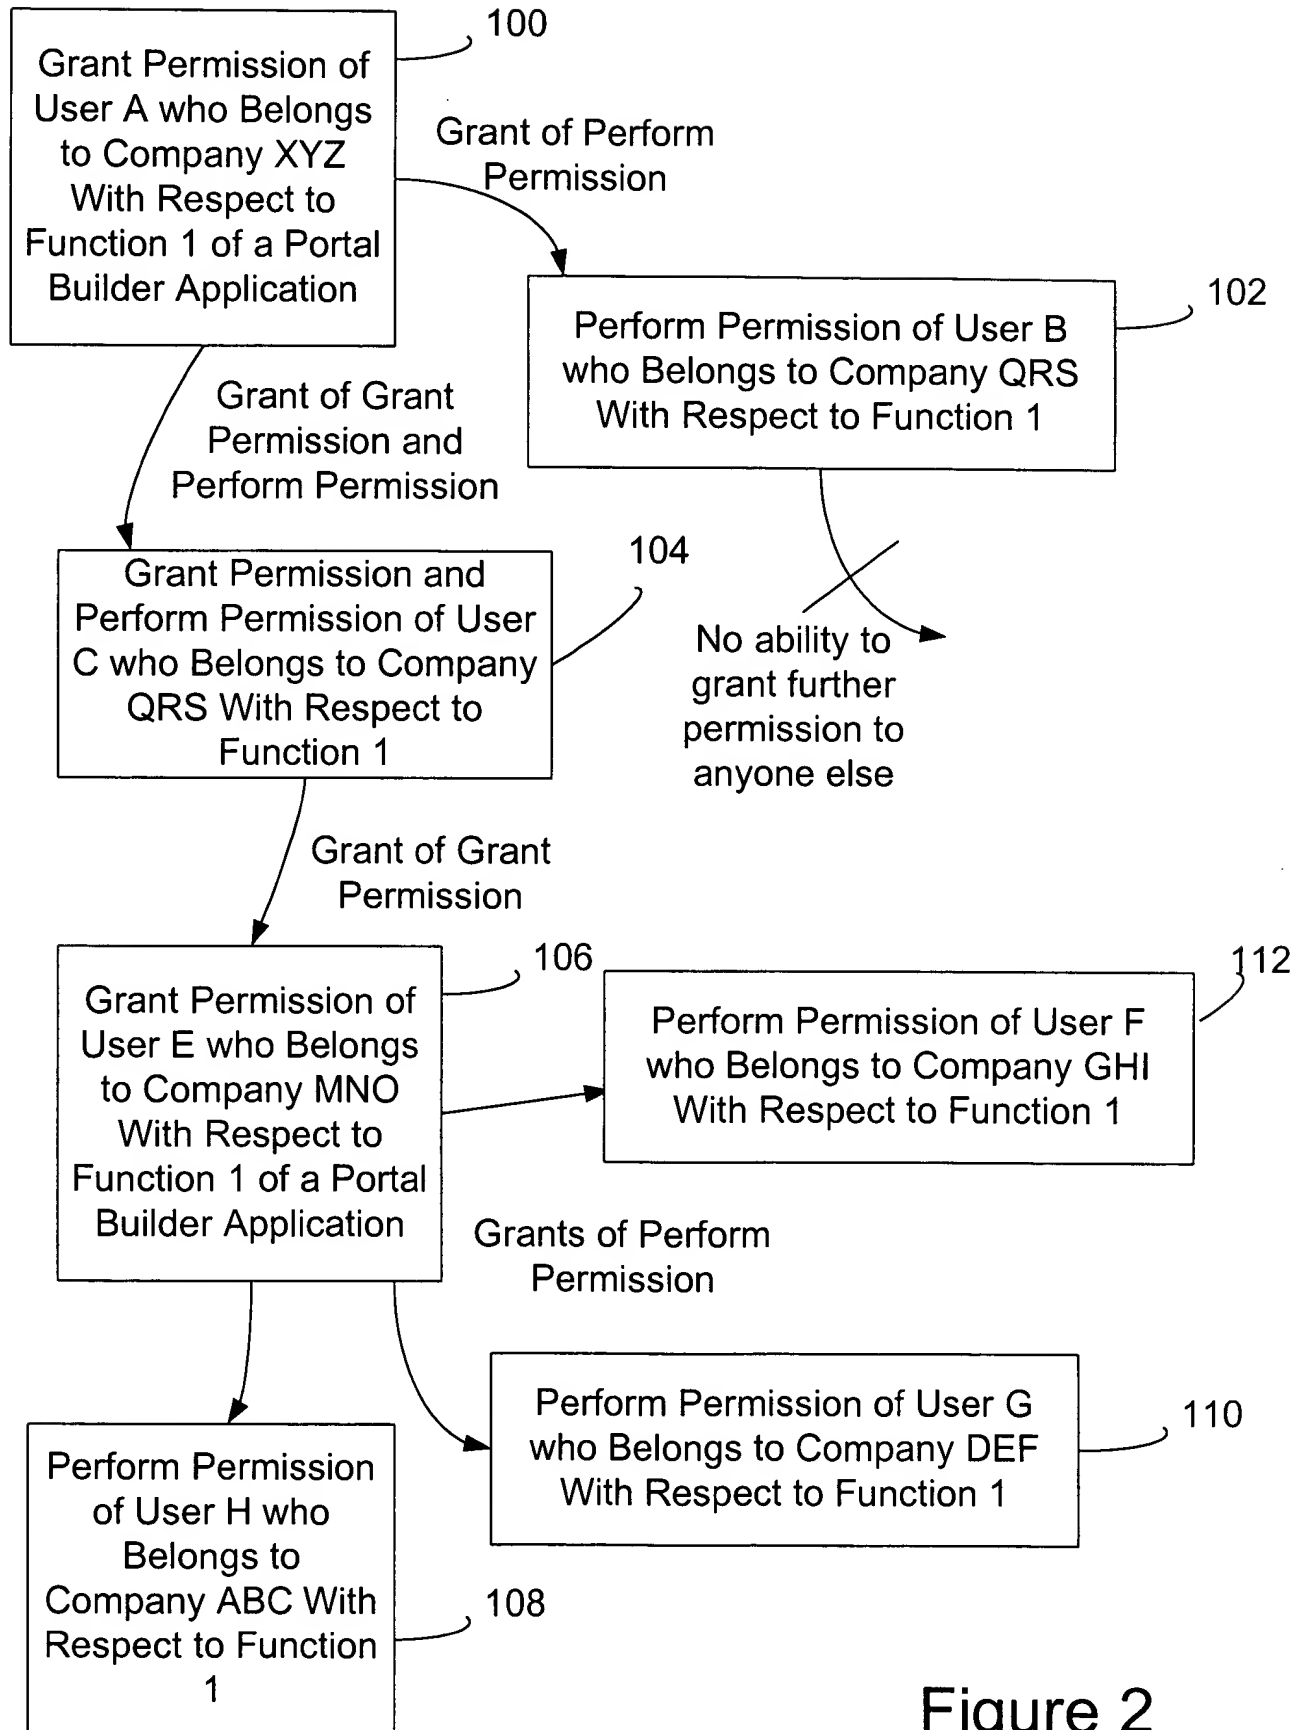 100
Grant Permission of
User A who Belongs
to Company XYZ
With Respect to
Function 1 of a Portal
Builder Application
Grant of Perform
Permission
102
Perform Permission of User B
who Belongs to Company QRS
With Respect to Function 1
Grant of Grant
Permission and
Perform Permission
104
Grant Permission and
Perform Permission of User
C who Belongs to Company
QRS With Respect to
Function 1
No ability to
grant further
permission to
anyone else
Grant of Grant
Permission
106
Grant Permission of
User E who Belongs
to Company MNO
With Respect to
Function 1 of a Portal
Builder Application
112
Perform Permission of User F
who Belongs to Company GHI
With Respect to Function 1
Grants of Perform
Permission
Perform Permission of User G
who Belongs to Company DEF
With Respect to Function 1
110
Perform Permission
of User H who
Belongs to
Company ABC With
Respect to Function
1
108
Figure 2